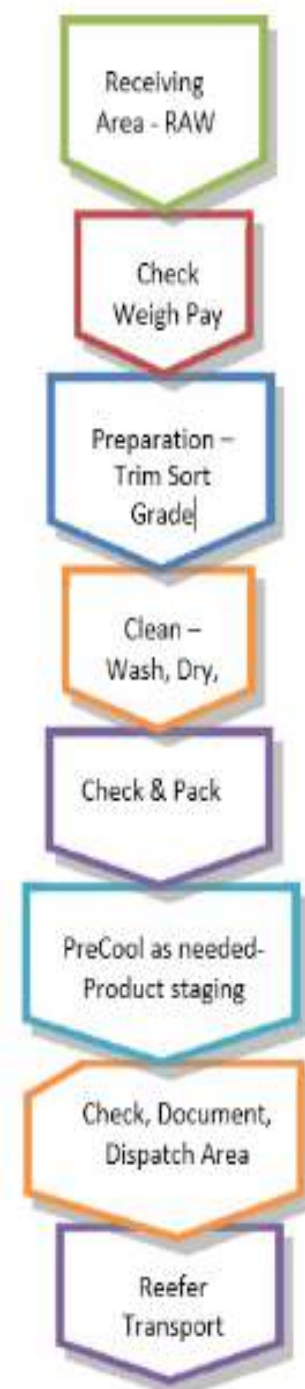 Receiving
Area - RAW
Check
Weigh Pay
Preparation –
Trim Sort
Grade
Clean –
Wash, Dry,
Check & Pack
PreCool as needed-
Product staging
Check, Document,
Dispatch Area
Reefer
Transport